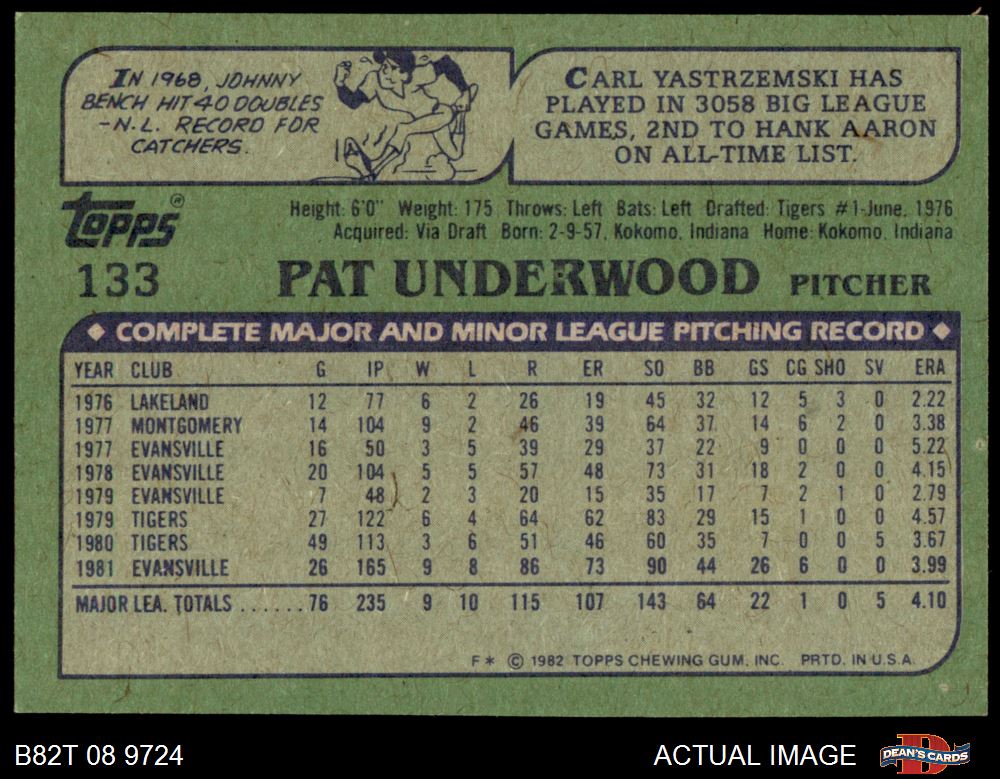 IN 1968, JOHNNY
BENCH HIT 40 DOUBLES
-N.L. RECORD FOR
CATCHERS.
CARL YASTRZEMSKI HAS
PLAYED IN 3058 BIG LEAGUE
GAMES, 2ND TO HANK AARON
ON ALL-TIME LIST.
Topps®
Height: 6'0" Weight: 175 Throws: Left Bats: Left Drafted: Tigers #1-June, 1976
Acquired: Via Draft Born: 2-9-57, Kokomo, Indiana Home: Kokomo, Indiana
133 PAT UNDERWOOD PITCHER
◆ COMPLETE MAJOR AND MINOR LEAGUE PITCHING RECORD ◆
YEAR CLUB G IP W L R ER SO BB GS CG SHO SV ERA
1976 LAKELAND 12 77 6 2 26 19 45 32 12 5 3 0 2.22
1977 MONTGOMERY 14 104 9 2 46 39 64 37 14 6 2 0 3.38
1977 EVANSVILLE 16 50 3 5 39 29 37 22 9 0 0 0 5.22
1978 EVANSVILLE 20 104 5 5 57 48 73 31 18 2 0 0 4.15
1979 EVANSVILLE 7 48 2 3 20 15 35 17 7 2 1 0 2.79
1979 TIGERS 27 122 6 4 64 62 83 29 15 1 0 0 4.57
1980 TIGERS 49 113 3 6 51 46 60 35 7 0 0 5 3.67
1981 EVANSVILLE 26 165 9 8 86 73 90 44 26 6 0 0 3.99
MAJOR LEA. TOTALS ......76 235 9 10 115 107 143 64 22 1 0 5 4.10
F* © 1982 TOPPS CHEWING GUM, INC. PRTD. IN U.S.A.
B82T 08 9724 ACTUAL IMAGE DEAN'S CARDS